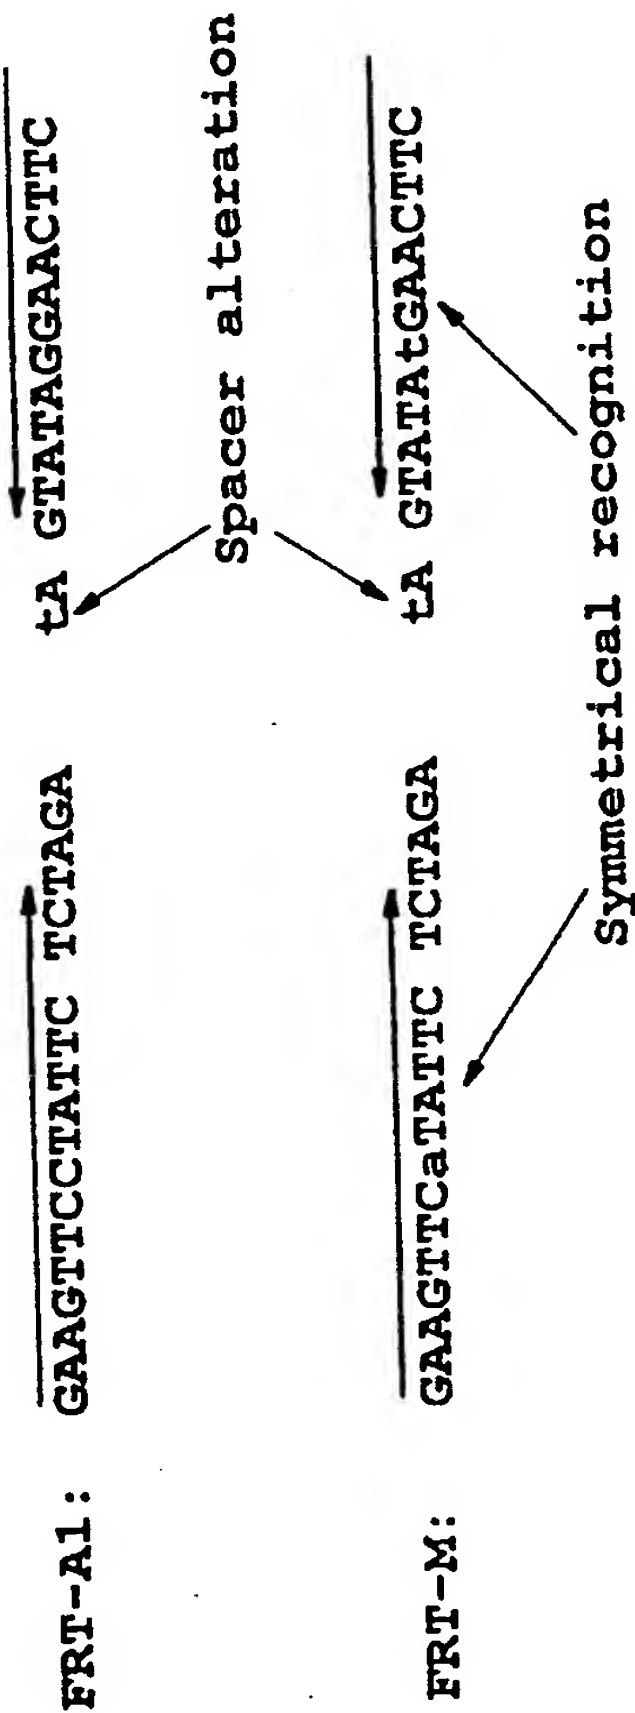 FRT-A1: GAAGTTCCTATTC TCTAGA tA GTATAGGAACTTC
Spacer alteration
FRT-M: GAAGTTCaTATTC TCTAGA tA GTATAtGAACTTC
Symmetrical recognition